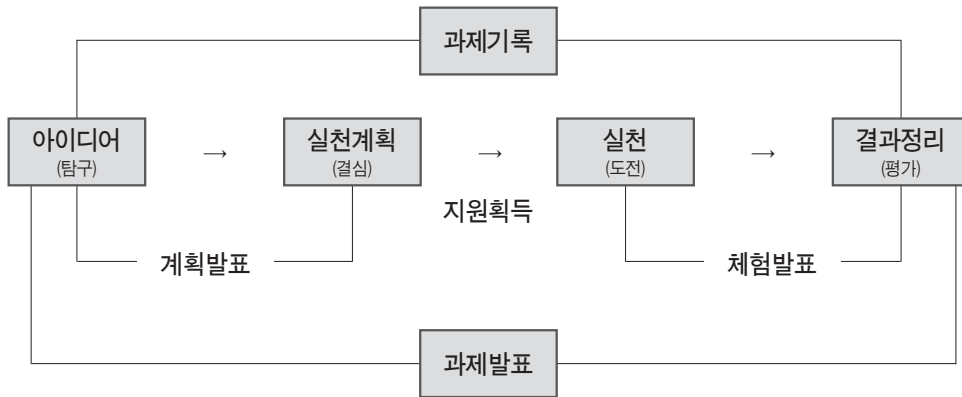 과제기록
아이디어
(탐구)
→
실천계획
(결심)
→
실천
(도전)
→
결과정리
(평가)
지원획득
계획발표
체험발표
과제발표